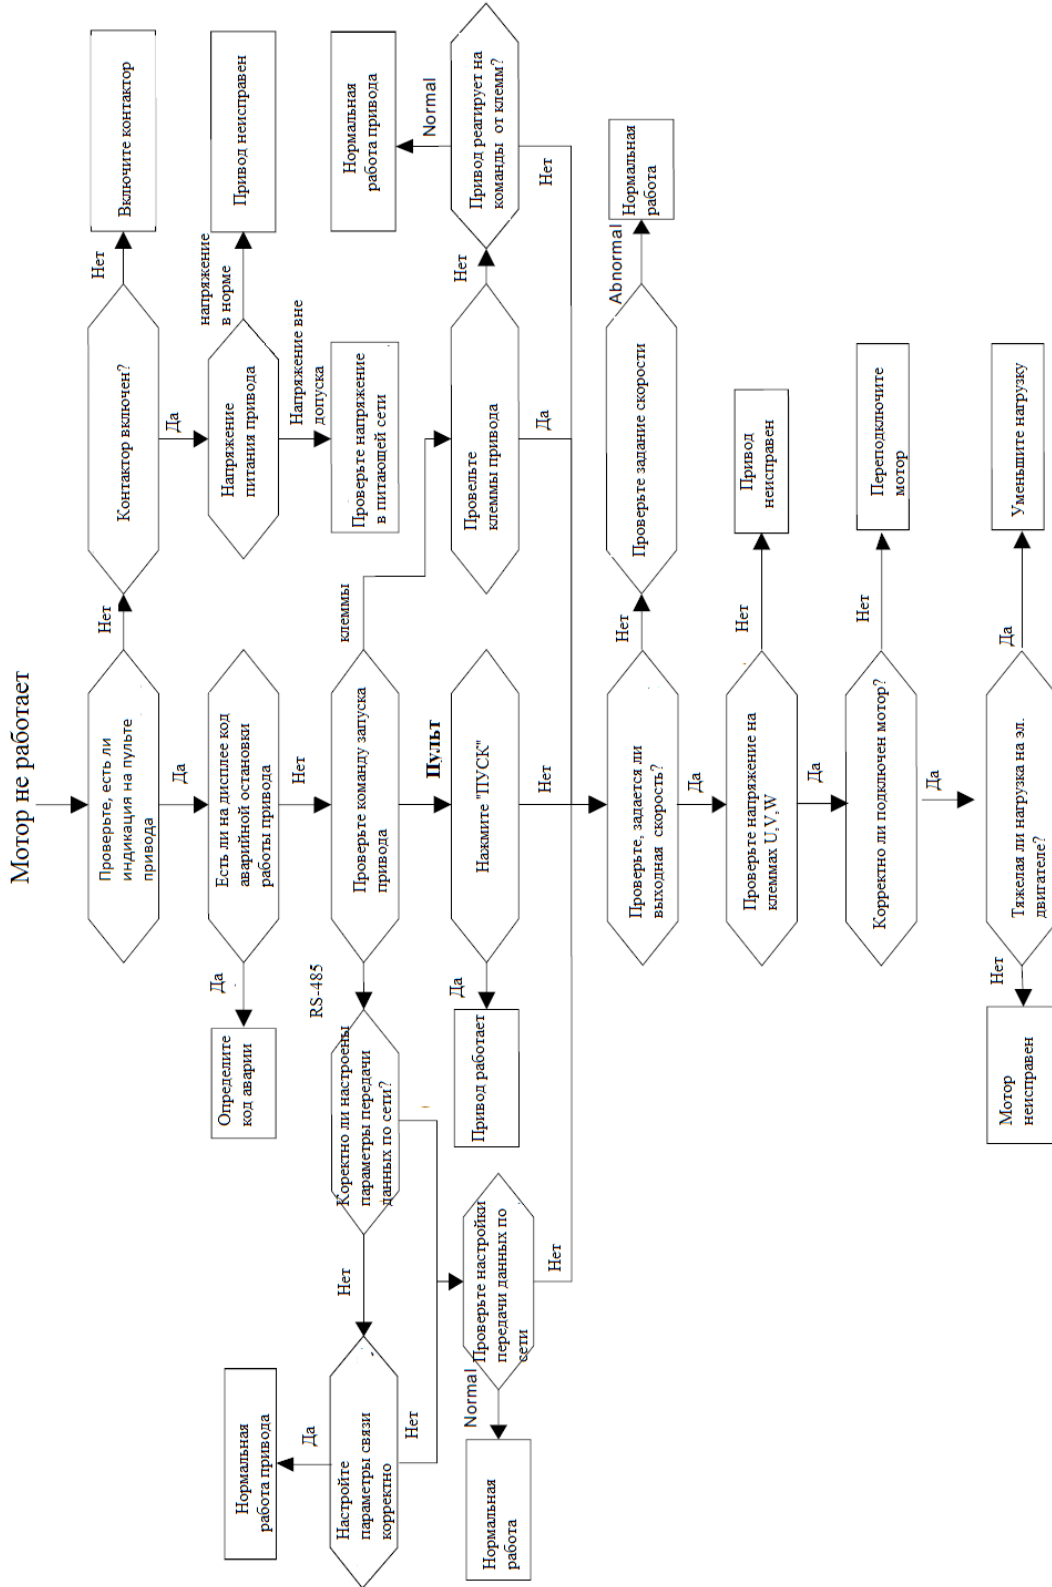 Мотор не работает
Проверьте, есть ли
индикация на пульте
привода
Нет
Контактор включен?
Нет
Включите контактор
Да
Да
Есть ли на дисплее код
аварийной остановки
работы привода
Да
Определите
код аварии
Нет
Напряжение
питания привода
напряжение
в норме
Привод неисправен
Напряжение вне
допуска
Проверьте напряжение
в питающей сети
Проверьте команду запуска
привода
клеммы
RS-485
Пульт
Коректно ли настроены
параметры передачи
данных по сети?
Нет
Настройте
параметры связи
корректно
Да
Нормальная
работа привода
Нет
Проверьте настройки
передачи данных по
сети
Normal
Нормальная
работа
Нет
Нажмите "ПУСК"
Да
Привод работает
Нет
Провельте
клеммы привода
Нет
Да
Привод реагирует на
команды от клемм?
Normal
Нормальная
работа привода
Нет
Проверьте, задается ли
выходная скорость?
Нет
Проверьте задание скорости
Abnormal
Нормальная
работа
Да
Проверьте напряжение на
клеммах U,V,W
Нет
Привод
неисправен
Да
Корректно ли подключен мотор?
Нет
Переподключите
мотор
Да
Тяжелая ли нагрузка на эл.
двигателе?
Да
Уменьшите нагрузку
Нет
Мотор
неисправен